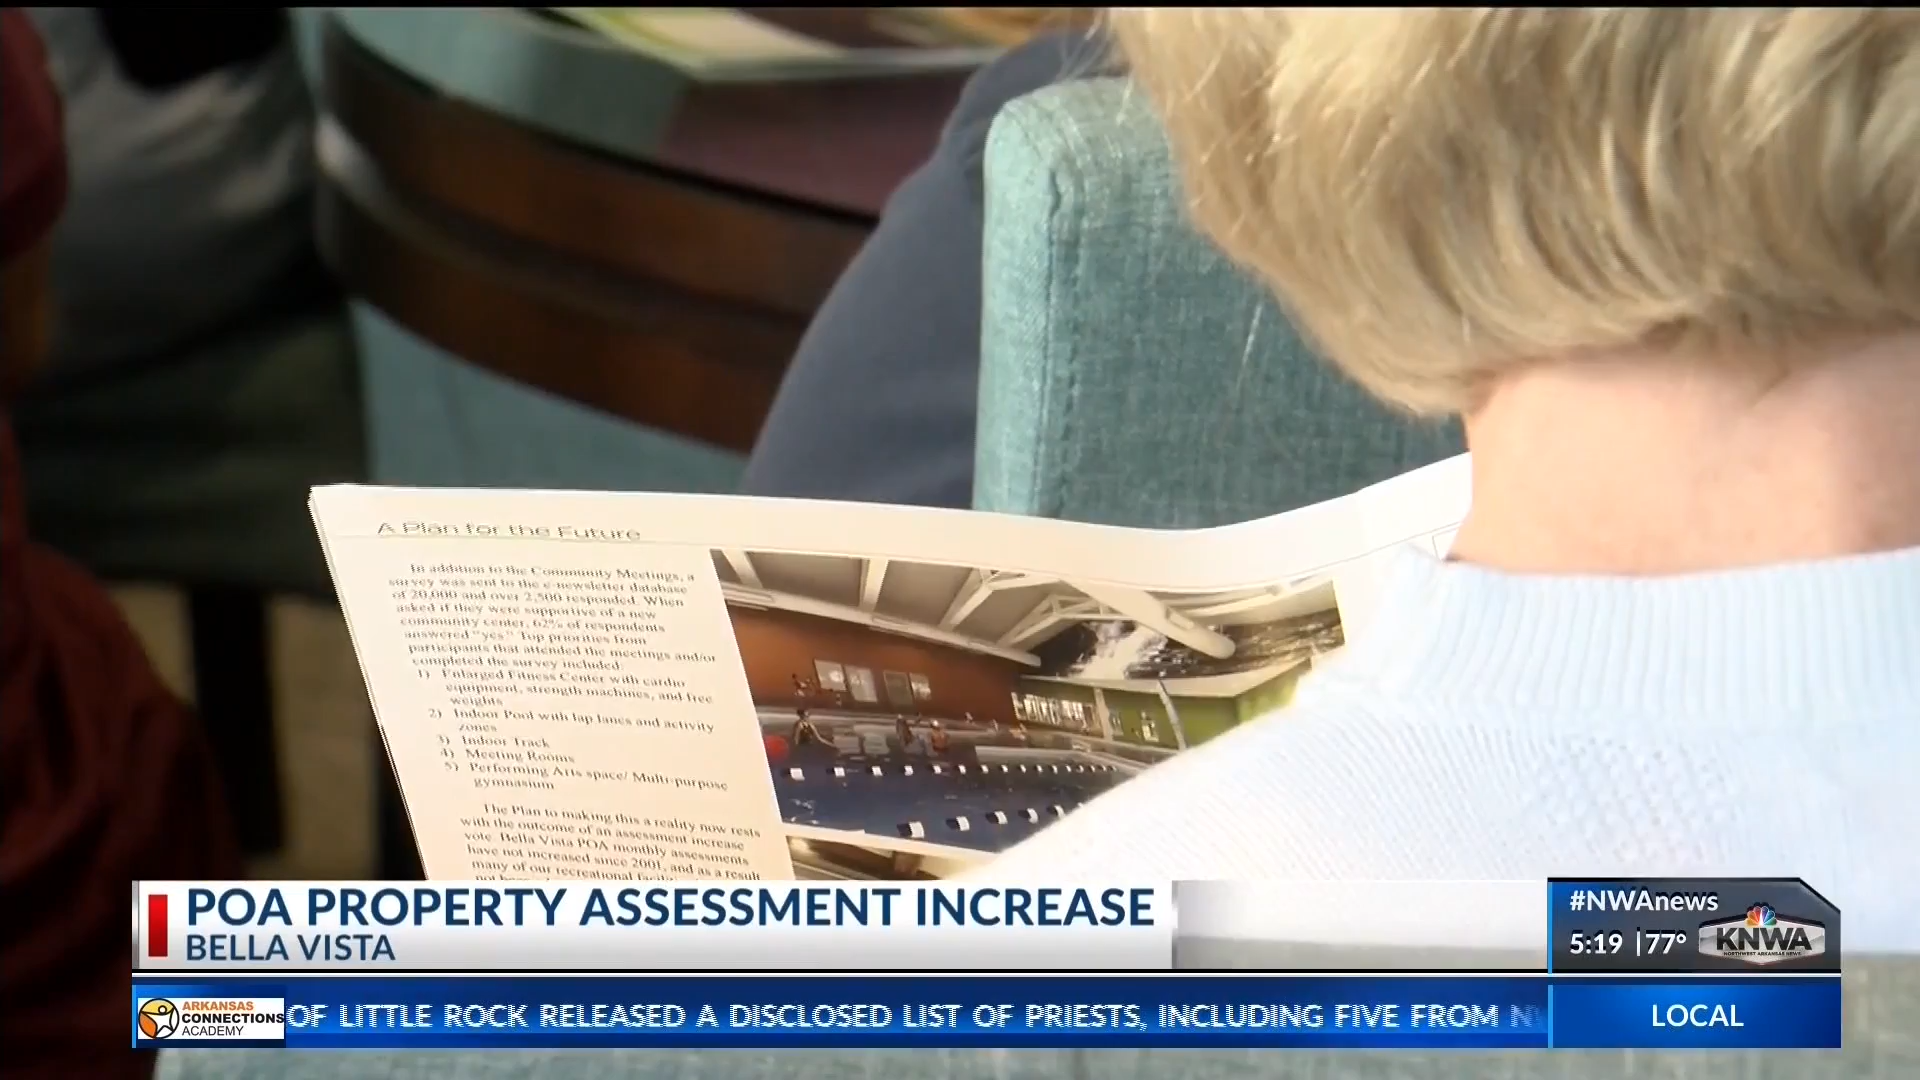 A Plan for the Future
In addition to the Community Meetings, a
survey was sent to the e-newsletter database
of 20,000 and over 2,500 responded. When
asked if they were supportive of a new
community center, 62% of respondents
answered "yes." Top priorities from
participants that attended the meetings and/or
completed the survey included:
1) Enlarged Fitness Center with cardio
equipment, strength machines, and free
weights
2) Indoor Pool with lap lanes and activity
zones
3) Indoor Track
4) Meeting Rooms
5) Performing Arts space/ Multi-purpose
gymnasium
The Plan to making this a reality now rests
with the outcome of an assessment increase
vote. Bella Vista POA monthly assessments
have not increased since 2001, and as a result
many of our recreational
POA PROPERTY ASSESSMENT INCREASE
BELLA VISTA
#NWAnews
5:19 | 77°
KNWA
NORTHWEST ARKANSAS NEWS
ARKANSAS
CONNECTIONS
ACADEMY
OF LITTLE ROCK RELEASED A DISCLOSED LIST OF PRIESTS, INCLUDING FIVE FROM
LOCAL